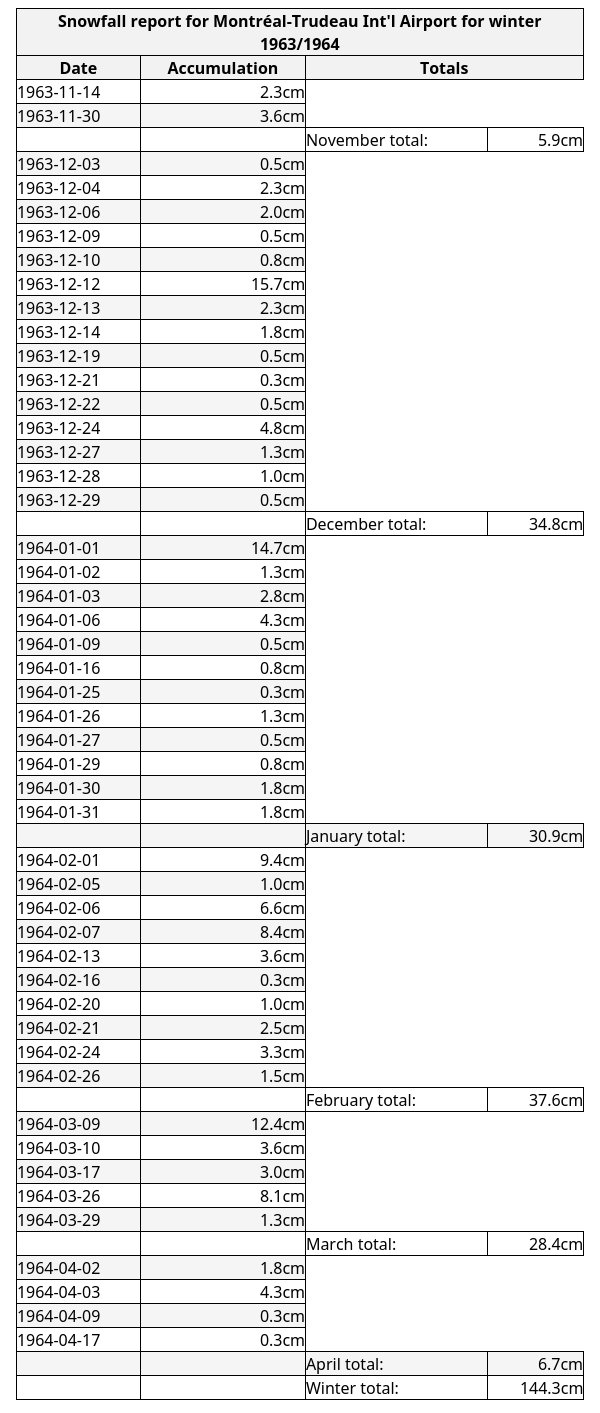 Snowfall report for Montréal-Trudeau Int'l Airport for winter
1963/1964
Date Accumulation Totals
1963-11-14 2.3cm
1963-11-30 3.6cm
November total: 5.9cm
1963-12-03 0.5cm
1963-12-04 2.3cm
1963-12-06 2.0cm
1963-12-09 0.5cm
1963-12-10 0.8cm
1963-12-12 15.7cm
1963-12-13 2.3cm
1963-12-14 1.8cm
1963-12-19 0.5cm
1963-12-21 0.3cm
1963-12-22 0.5cm
1963-12-24 4.8cm
1963-12-27 1.3cm
1963-12-28 1.0cm
1963-12-29 0.5cm
December total: 34.8cm
1964-01-01 14.7cm
1964-01-02 1.3cm
1964-01-03 2.8cm
1964-01-06 4.3cm
1964-01-09 0.5cm
1964-01-16 0.8cm
1964-01-25 0.3cm
1964-01-26 1.3cm
1964-01-27 0.5cm
1964-01-29 0.8cm
1964-01-30 1.8cm
1964-01-31 1.8cm
January total: 30.9cm
1964-02-01 9.4cm
1964-02-05 1.0cm
1964-02-06 6.6cm
1964-02-07 8.4cm
1964-02-13 3.6cm
1964-02-16 0.3cm
1964-02-20 1.0cm
1964-02-21 2.5cm
1964-02-24 3.3cm
1964-02-26 1.5cm
February total: 37.6cm
1964-03-09 12.4cm
1964-03-10 3.6cm
1964-03-17 3.0cm
1964-03-26 8.1cm
1964-03-29 1.3cm
March total: 28.4cm
1964-04-02 1.8cm
1964-04-03 4.3cm
1964-04-09 0.3cm
1964-04-17 0.3cm
April total: 6.7cm
Winter total: 144.3cm